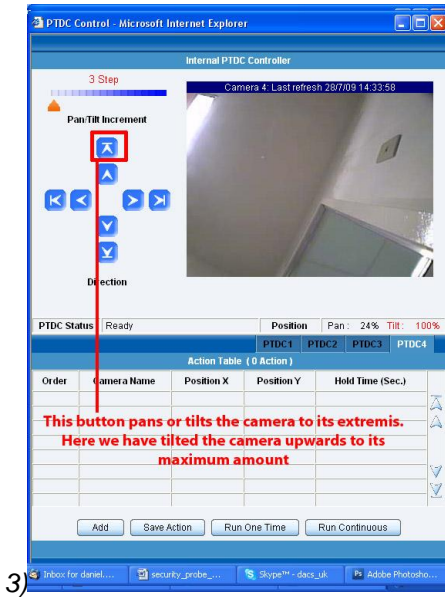 PTDC Control - Microsoft Internet Explorer
Internal PTDC Controller
3 Step
Camera 4: Last refresh 28/7/09 14:33:58
Pan/Tilt Increment
Direction
PTDC Status Ready Position Pan: 24% Tilt: 100%
PTDC1 PTDC2 PTDC3 PTDC4
Action Table ( 0 Action )
Order Camera Name Position X Position Y Hold Time (Sec.)
This button pans or tilts the camera to its extremis.
Here we have tilted the camera upwards to its
maximum amount
Add Save Action Run One Time Run Continuous
3) Inbox for daniel.... security_probe_... Skype™ - dacs_uk Adobe Photosho...